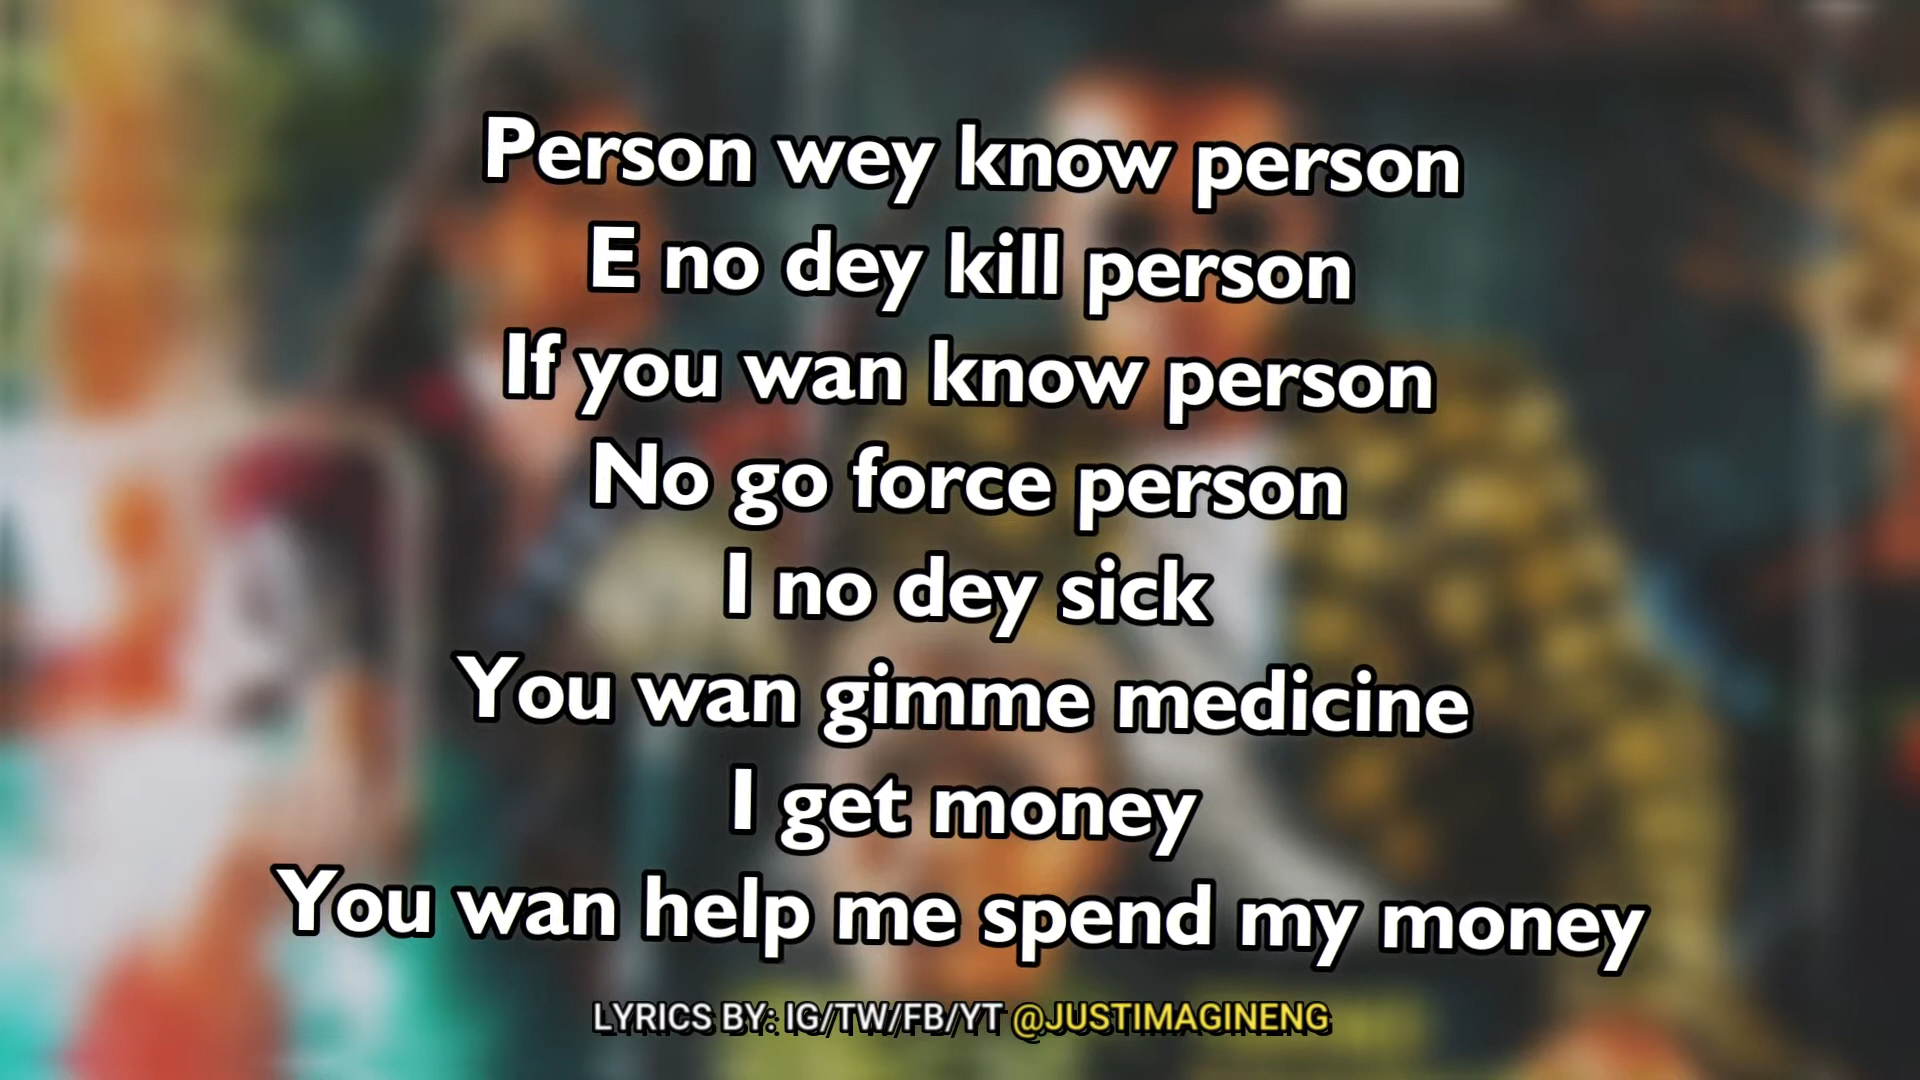 Person wey know person
E no dey kill person
If you wan know person
No go force person
I no dey sick
You wan gimme medicine
I get money
You wan help me spend my money
LYRICS BY: IG/TW/FB/YT @JUSTIMAGINENG